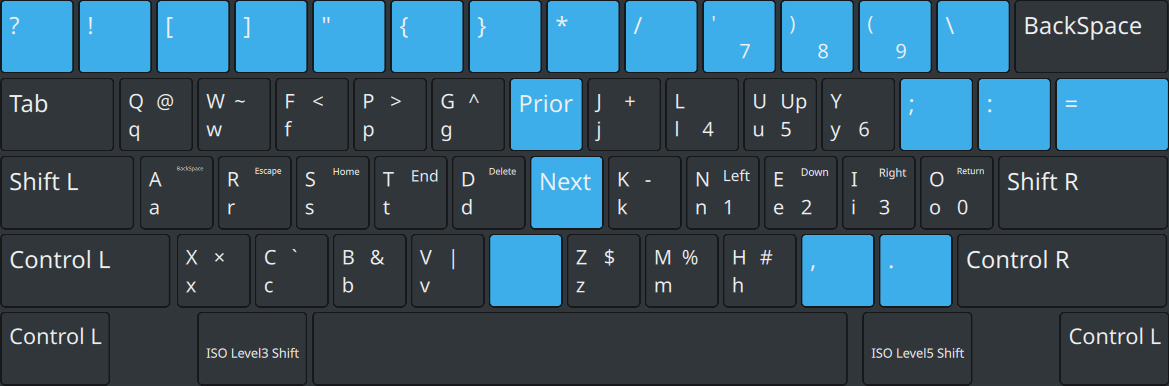 ? ! [ ] " { } * / ' 7 ) 8 ( 9 \ BackSpace
Tab Q @ W ~ F < P > G ^ Prior J + L U Up Y ; : =
q w f p g j l 4 u 5 y 6
Shift L A BackSpace R Escape S Home T End D Delete Next K - N Left E Down I Right O Return Shift R
a r s t d k n 1 e 2 i 3 o 0
Control L X × C ` B & V | Z $ M % H # , . Control R
x c b v z m h
Control L ISO Level3 Shift ISO Level5 Shift Control L